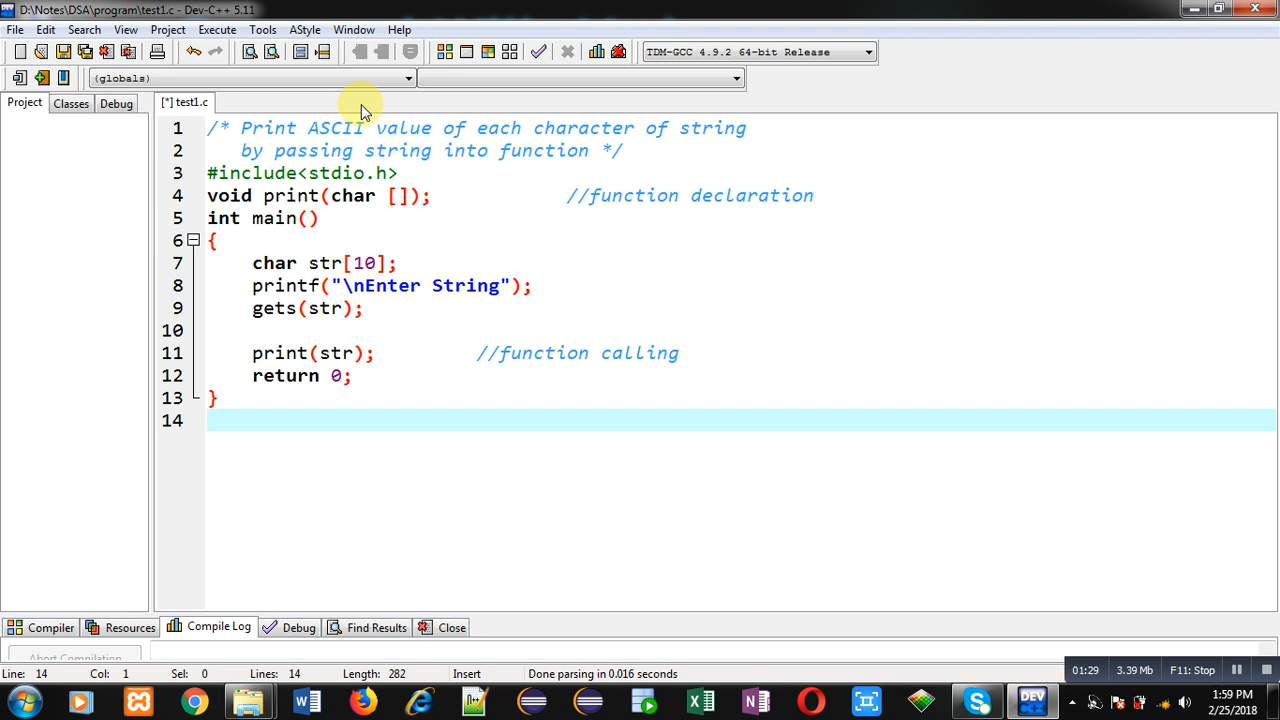 D:\Notes\DSA\program\test1.c - Dev-C++ 5.11
File Edit Search View Project Execute Tools AStyle Window Help
TDM-GCC 4.9.2 64-bit Release
(globals)
Project Classes Debug [*] test1.c
1 /* Print ASCII value of each character of string
2 by passing string into function */
3 #include<stdio.h>
4 void print(char []); //function declaration
5 int main()
6 {
7 char str[10];
8 printf("\nEnter String");
9 gets(str);
10
11 print(str); //function calling
12 return 0;
13 }
14
Compiler Resources Compile Log Debug Find Results Close
Abort Compilation
Line: 14 Col: 1 Sel: 0 Lines: 14 Length: 282 Insert Done parsing in 0.016 seconds
01:29 3.39 Mb F11: Stop
DEV
1:59 PM
2/25/2018